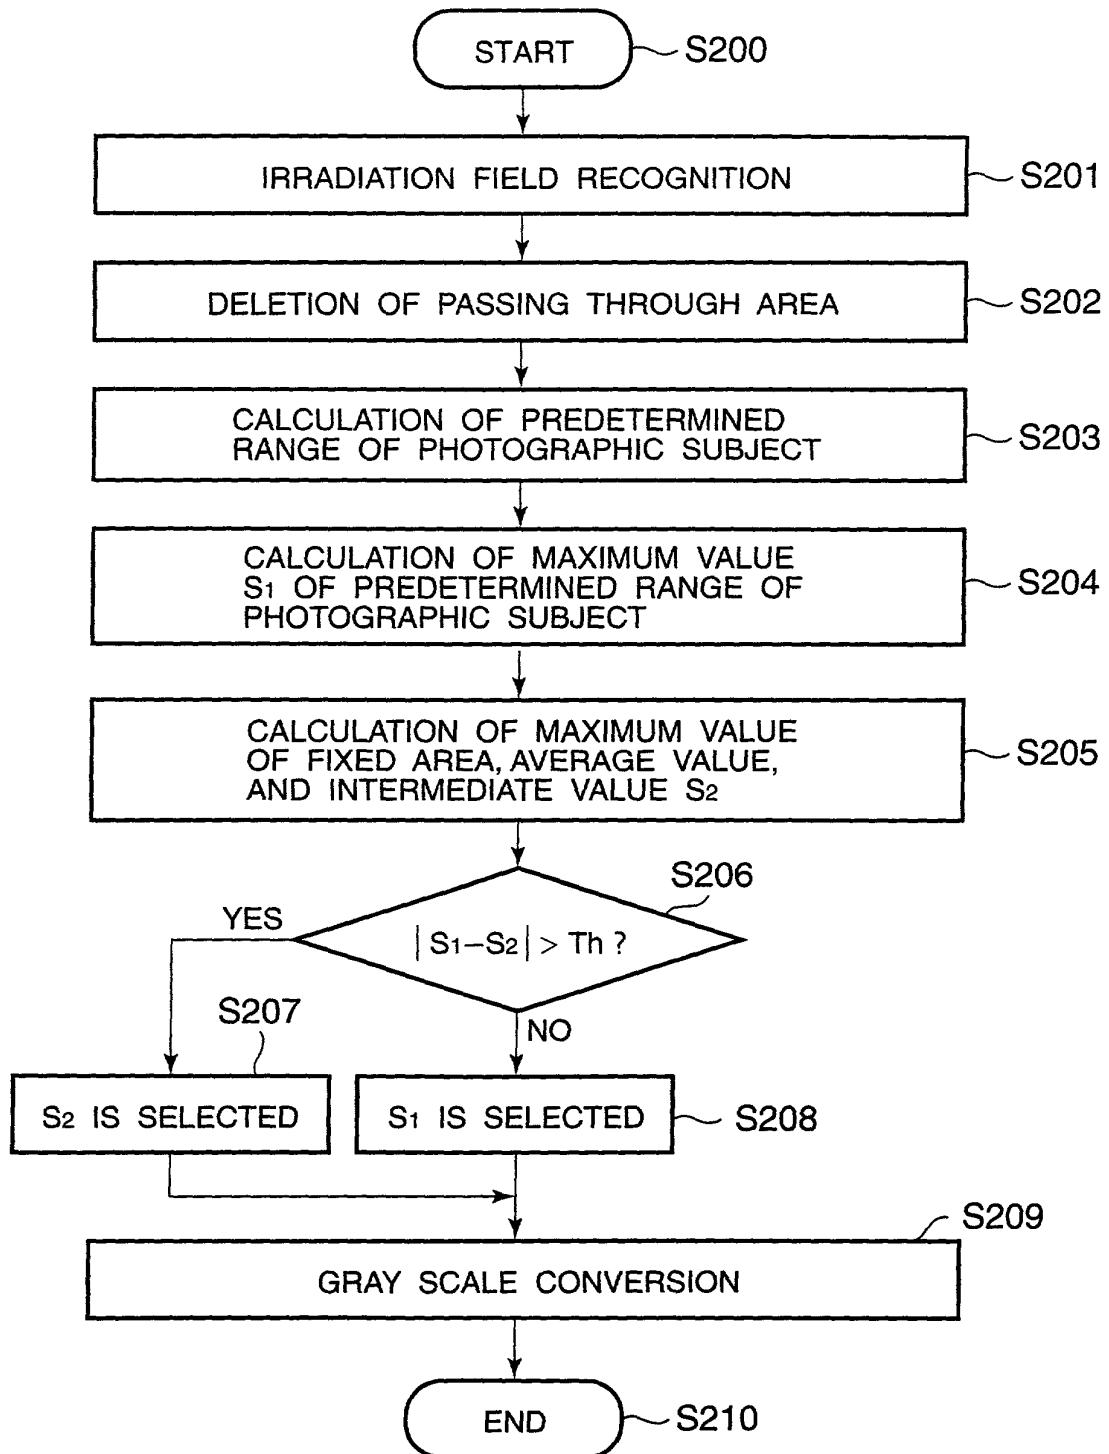 START
S200
IRRADIATION FIELD RECOGNITION
S201
DELETION OF PASSING THROUGH AREA
S202
CALCULATION OF PREDETERMINED
RANGE OF PHOTOGRAPHIC SUBJECT
S203
CALCULATION OF MAXIMUM VALUE
S1 OF PREDETERMINED RANGE OF
PHOTOGRAPHIC SUBJECT
S204
CALCULATION OF MAXIMUM VALUE
OF FIXED AREA, AVERAGE VALUE,
AND INTERMEDIATE VALUE S2
S205
S206
YES
|S1–S2| > Th ?
NO
S207
S2 IS SELECTED
S1 IS SELECTED
S208
S209
GRAY SCALE CONVERSION
END
S210